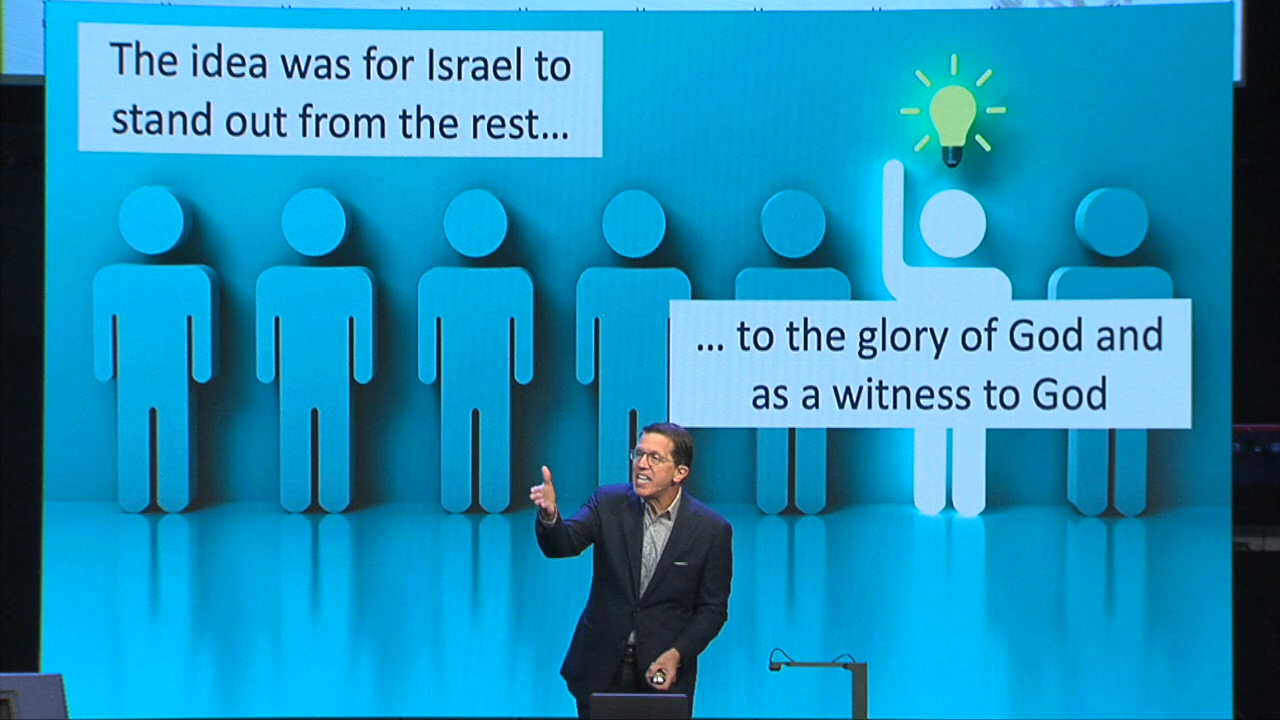 The idea was for Israel to
stand out from the rest...
... to the glory of God and
as a witness to God